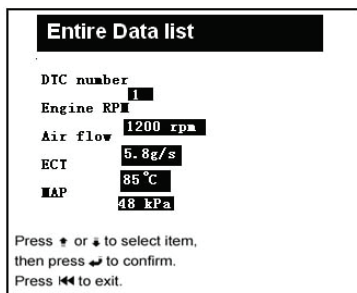 Entire Data list
DTC number
1
Engine RPM
1200 rpm
Air flow
5.8g/s
ECT
85°C
MAP
48 kPa
Press ⬆ or ⬇ to select item,
then press ↵ to confirm.
Press ⏮ to exit.